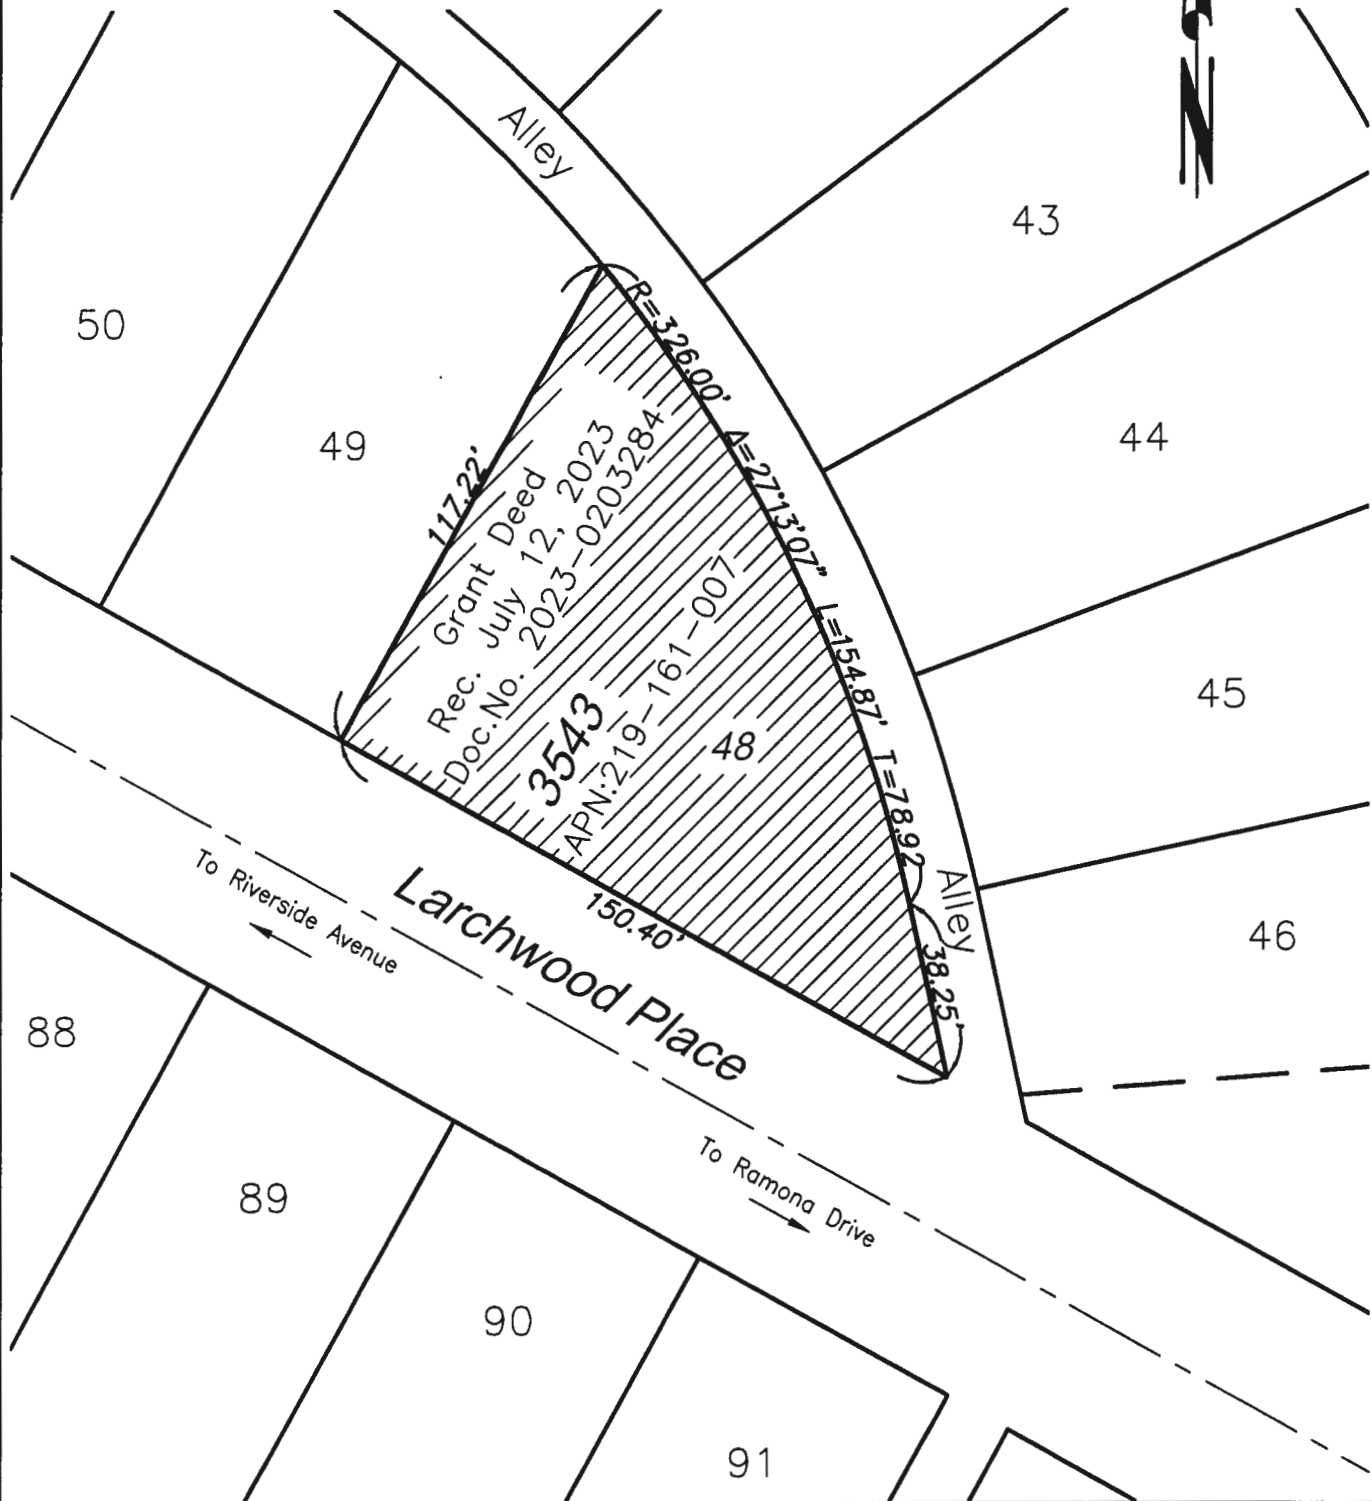 N
Alley
43
50
44
49
117.22'
R=326.00' Δ=27°13'07" L=154.87' T=78.92
38.25'
Grant Deed
Rec. July 12, 2023
Doc.No. 2023-0203284
3543
APN:219-161-007
48
45
Alley
46
150.40'
Larchwood Place
To Riverside Avenue
To Ramona Drive
88
89
90
91